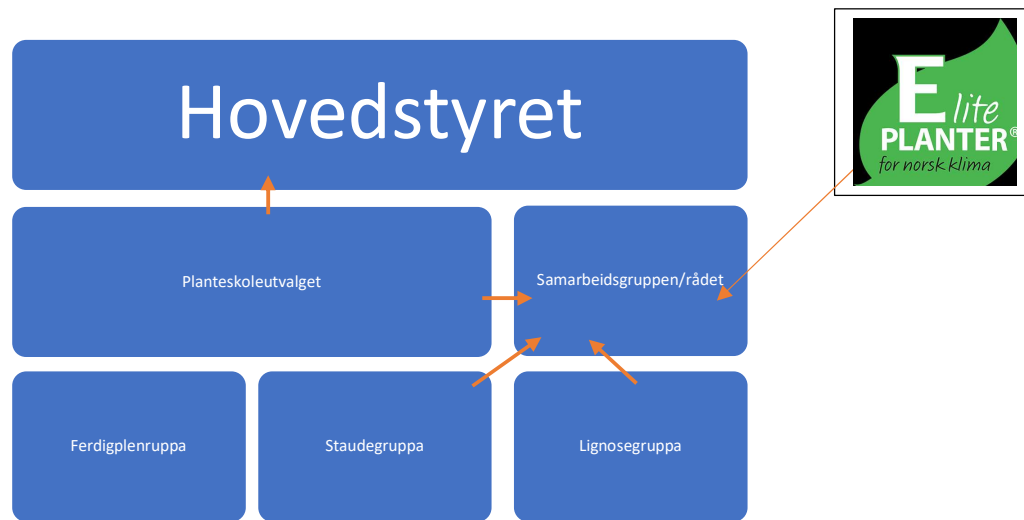 Hovedstyret
Elite
PLANTER®
for norsk klima
Planteskoleutvalget
Samarbeidsgruppen/rådet
Ferdigplenruppa
Staudegruppa
Lignosegruppa